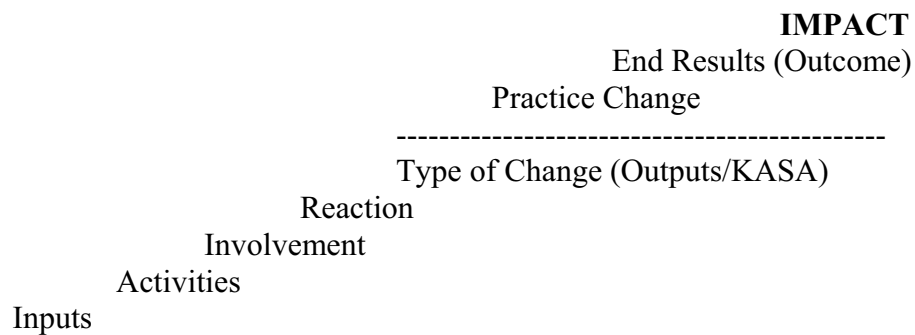 IMPACT
End Results (Outcome)
Practice Change
----------------------------------------------
Type of Change (Outputs/KASA)
Reaction
Involvement
Activities
Inputs